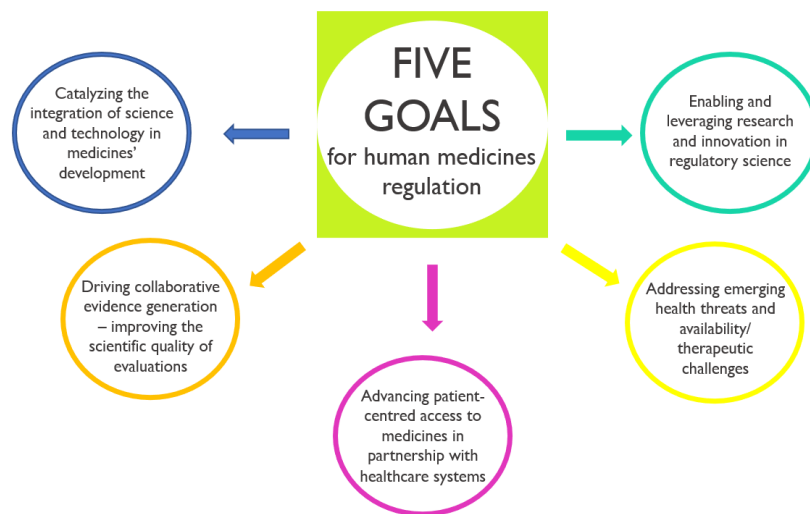 FIVE
GOALS
for human medicines
regulation
Catalyzing the
integration of science
and technology in
medicines’
development
Enabling and
leveraging research
and innovation in
regulatory science
Driving collaborative
evidence generation
– improving the
scientific quality of
evaluations
Addressing emerging
health threats and
availability/
therapeutic
challenges
Advancing patient-
centred access to
medicines in
partnership with
healthcare systems